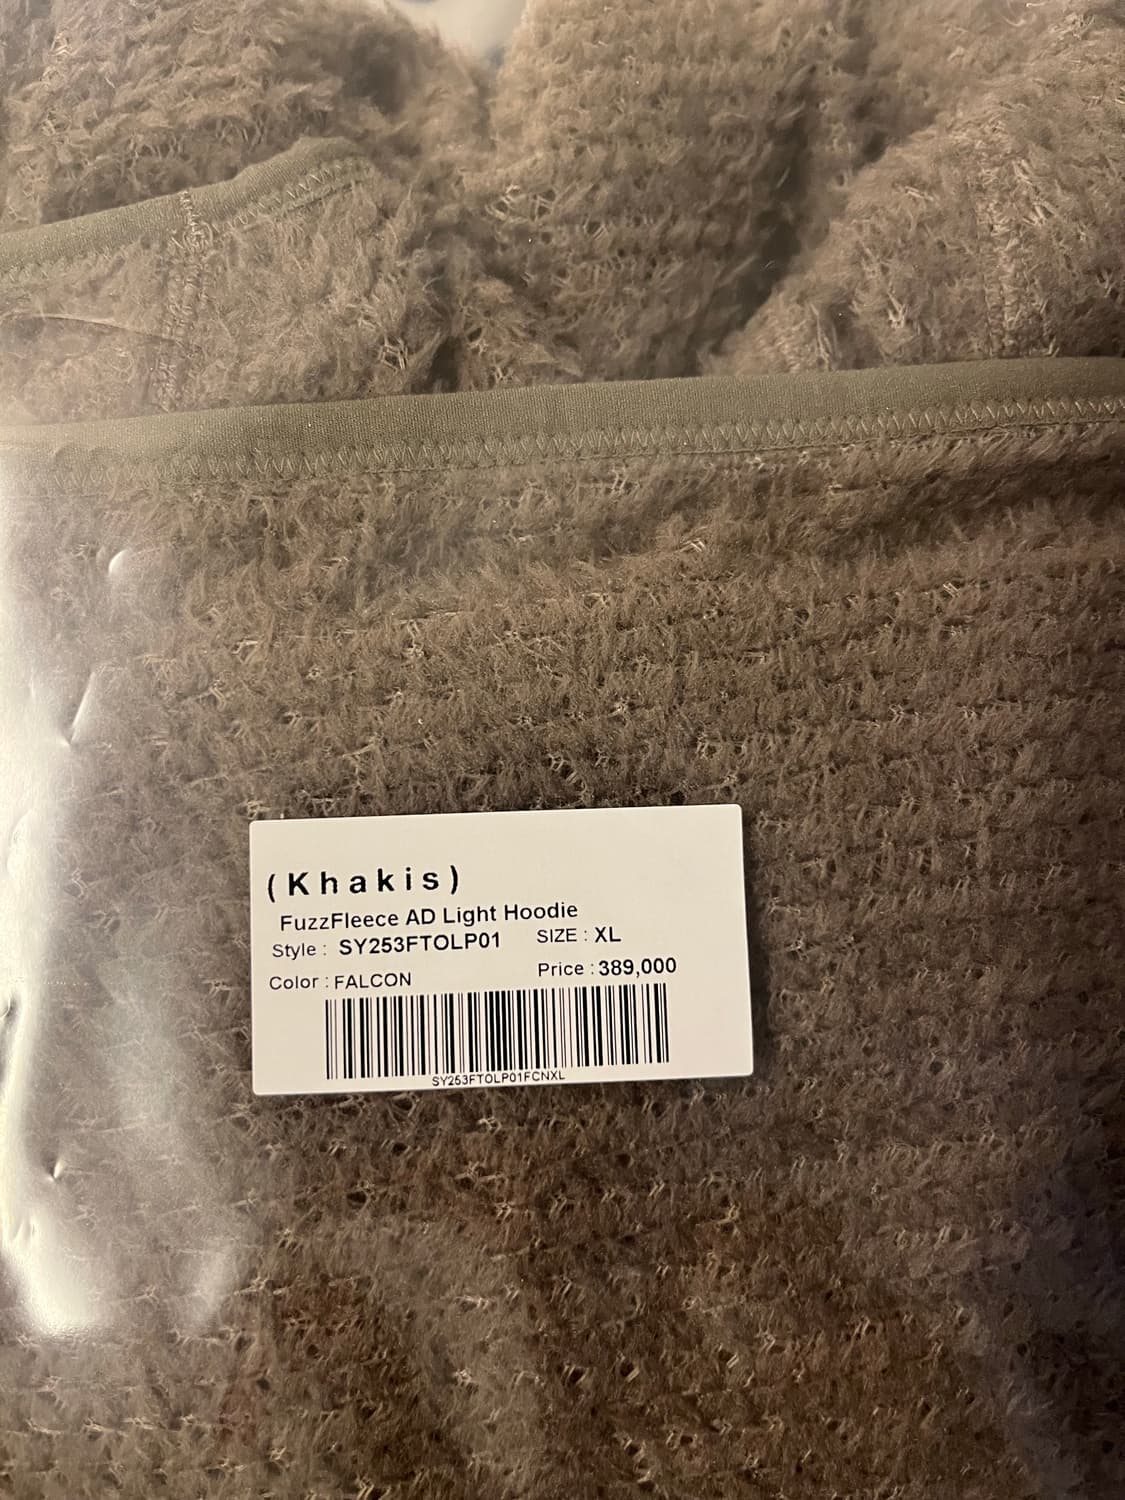 (Khakis)
FuzzFleece AD Light Hoodie
Style : SY253FTOLP01 SIZE : XL
Color : FALCON Price : 389,000
SY253FTOLP01FCNXL